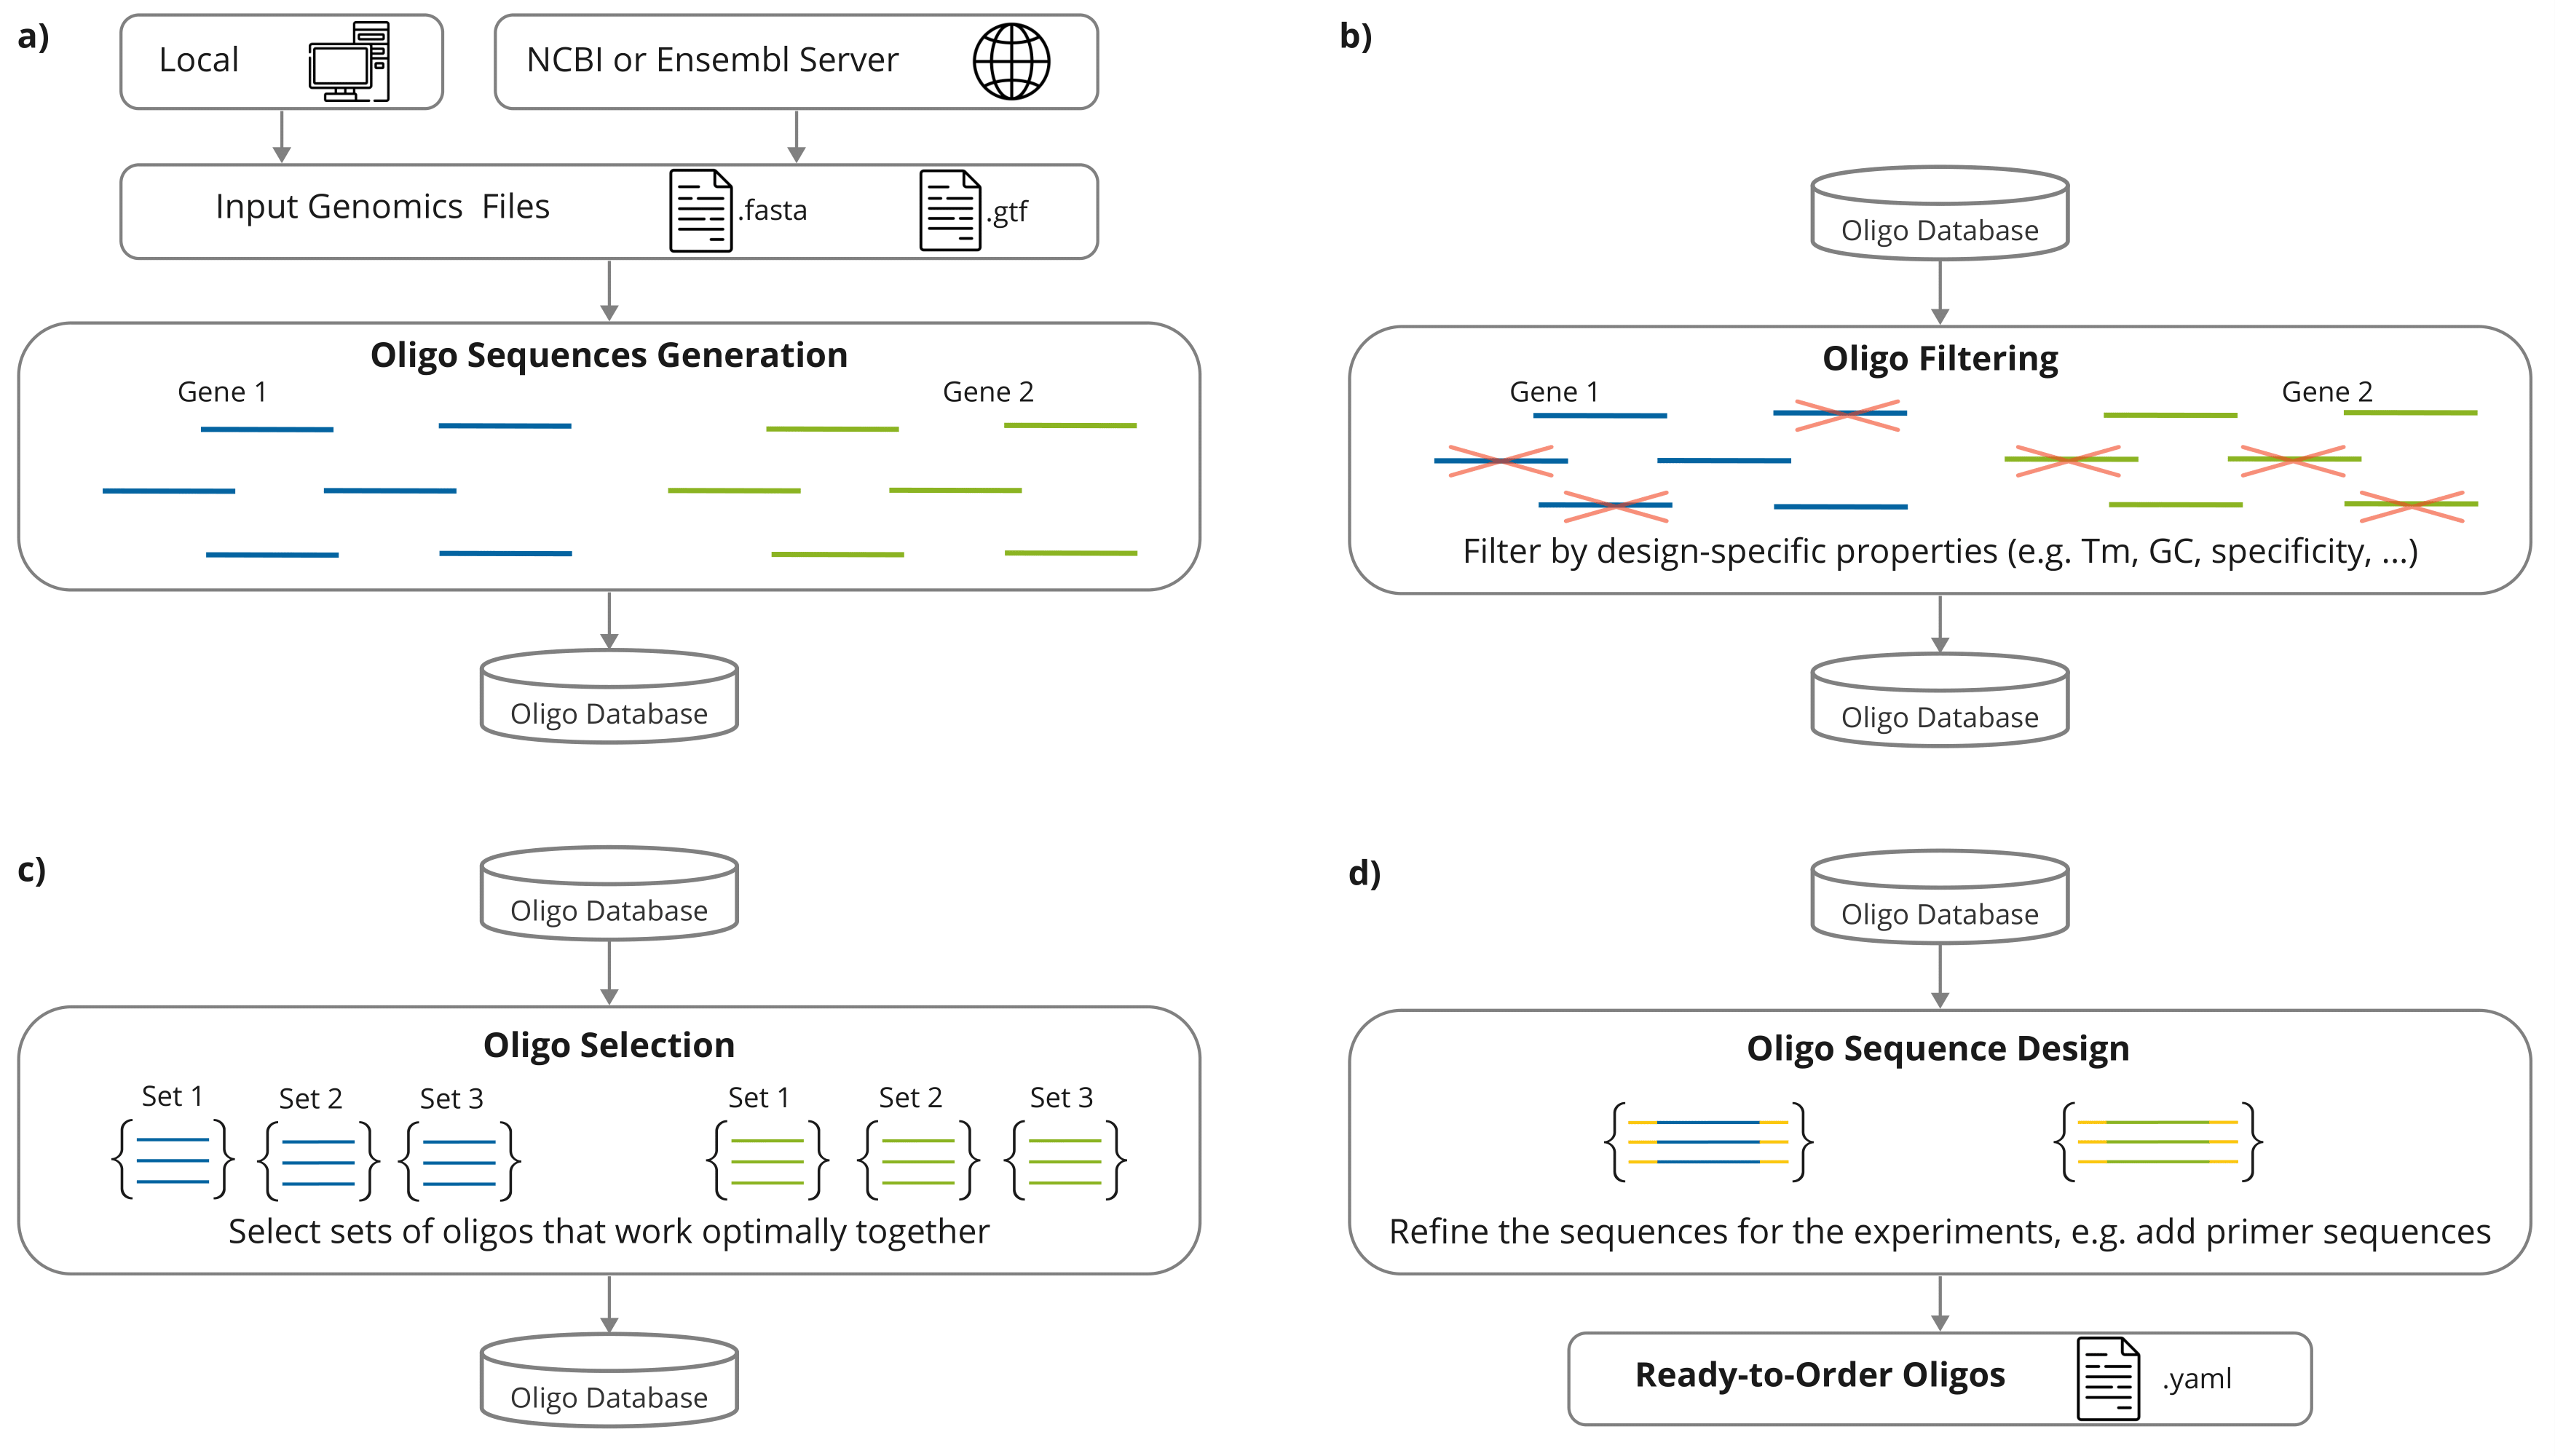 a)
Local
NCBI or Ensembl Server
Input Genomics  Files
.fasta
.gtf
Oligo Sequences Generation
Gene 1
Gene 2
Oligo Database
b)
Oligo Database
Oligo Filtering
Gene 1
Gene 2
Filter by design-specific properties (e.g. Tm, GC, specificity, ...)
Oligo Database
c)
Oligo Database
Oligo Selection
Set 1
Set 2
Set 3
Set 1
Set 2
Set 3
Select sets of oligos that work optimally together
Oligo Database
d)
Oligo Database
Oligo Sequence Design
Refine the sequences for the experiments, e.g. add primer sequences
Ready-to-Order Oligos
.yaml